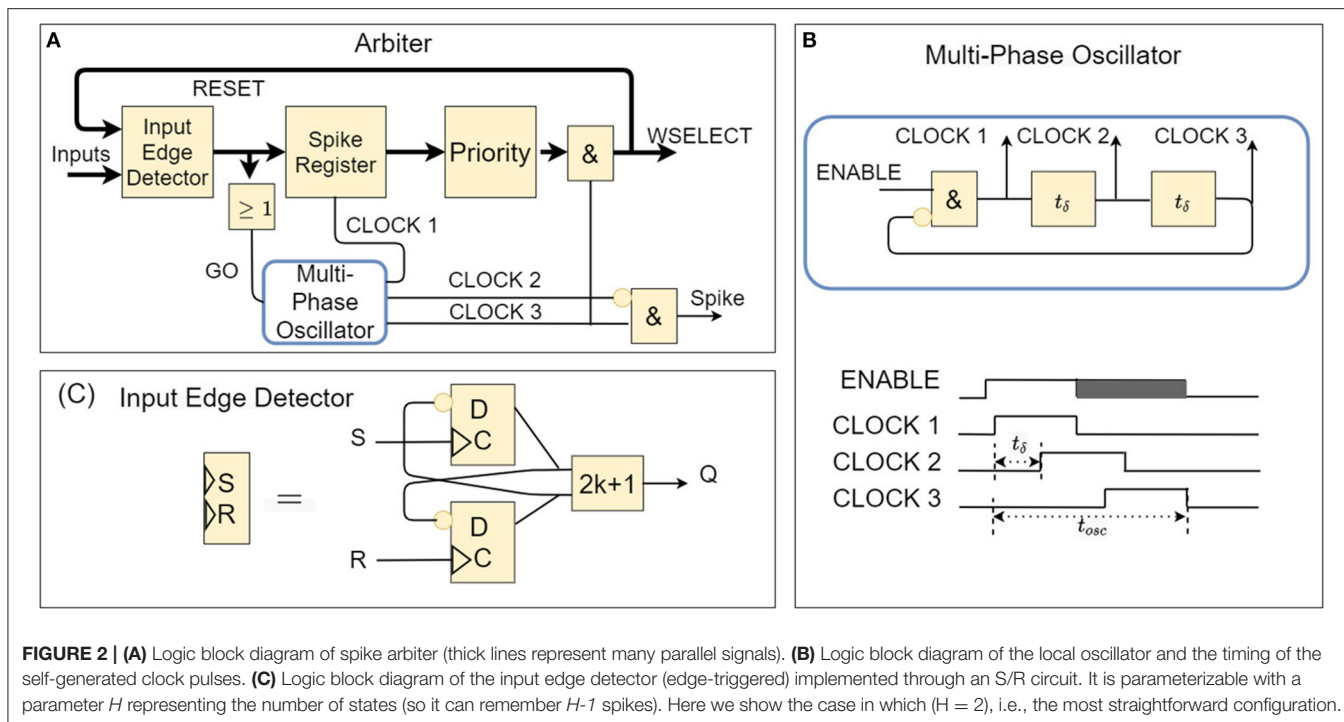 A
Arbiter
RESET
Input
Edge
Detector
Inputs
Spike
Register
Priority
&
WSELECT
≥ 1
CLOCK 1
GO
Multi-
Phase
Oscillator
CLOCK 2
CLOCK 3
&
Spike
B
Multi-Phase Oscillator
CLOCK 1
CLOCK 2
CLOCK 3
ENABLE
&
tδ
tδ
ENABLE
CLOCK 1
tδ
CLOCK 2
CLOCK 3
tosc
(C) Input Edge Detector
S
R
=
S
D
C
R
D
C
2k+1
Q
FIGURE 2 | (A) Logic block diagram of spike arbiter (thick lines represent many parallel signals). (B) Logic block diagram of the local oscillator and the timing of the
self-generated clock pulses. (C) Logic block diagram of the input edge detector (edge-triggered) implemented through an S/R circuit. It is parameterizable with a
parameter H representing the number of states (so it can remember H-1 spikes). Here we show the case in which (H = 2), i.e., the most straightforward configuration.